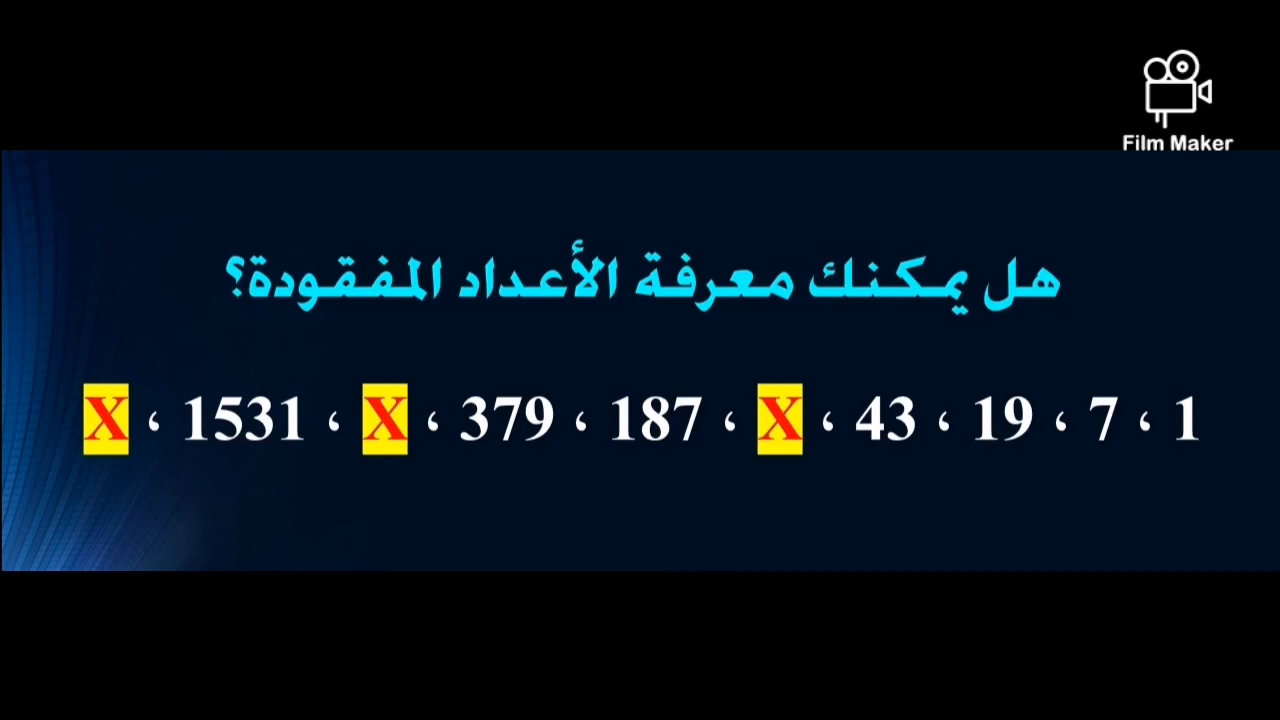 Film Maker
هل يمكنك معرفة الأعداد المفقودة؟
1 ، 7 ، 19 ، 43 ، X ، 187 ، 379 ، X ، 1531 ، X